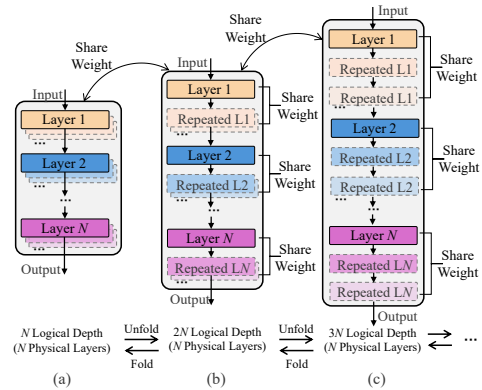 Input
Layer 1
...
Layer 2
...
...
Layer N
...
Output
N Logical Depth
(N Physical Layers)
(a)
Share
Weight
Unfold
Fold
Input
Layer 1
Repeated L1
...
Layer 2
Repeated L2
...
...
Layer N
Repeated LN
...
Output
Share
Weight
Share
Weight
Share
Weight
2N Logical Depth
(N Physical Layers)
(b)
Share
Weight
Unfold
Fold
Input
Layer 1
Repeated L1
Repeated L1
...
Layer 2
Repeated L2
Repeated L2
...
...
Layer N
Repeated LN
Repeated LN
Output
Share
Weight
Share
Weight
Share
Weight
3N Logical Depth
(N Physical Layers)
(c)
...